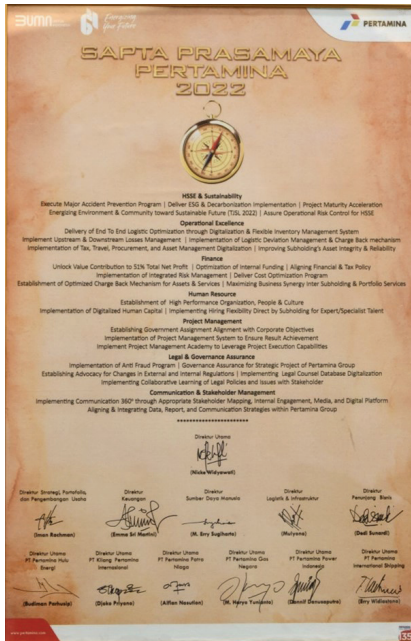 BUMN
Energizing
Your Future
PERTAMINA
SAPTA PRASAMAYA
PERTAMINA
2022
HSSE & Sustainability
Execute Major Accident Prevention Program | Deliver ESG & Decarbonization Implementation | Project Maturity Acceleration
Energizing Environment & Community toward Sustainable Future (TJSL 2022) | Assure Operational Risk Control for HSSE
Operational Excellence
Delivery of End To End Logistic Optimization through Digitalization & Flexible Inventory Management System
Implement Upstream & Downstream Losses Management | Implementation of Logistic Deviation Management & Charge Back mechanism
Implementation of Tax, Travel, Procurement, and Asset Management Digitalization | Improving Subholding's Asset Integrity & Reliability
Finance
Unlock Value Contribution to 51% Total Net Profit | Optimization of Internal Funding | Aligning Financial & Tax Policy
Implementation of Integrated Risk Management | Deliver Cost Optimization Program
Establishment of Optimized Charge Back Mechanism for Assets & Services | Maximizing Business Synergy Inter Subholding & Portfolio Services
Human Resource
Establishment of High Performance Organization, People & Culture
Implementation of Digitalized Human Capital | Implementing Hiring Flexibility Direct by Subholding for Expert/Specialist Talent
Project Management
Establishing Government Assignment Alignment with Corporate Objectives
Implementation of Project Management System to Ensure Result Achievement
Implement Project Management Academy to Leverage Project Execution Capabilities
Legal & Governance Assurance
Implementation of Anti Fraud Program | Governance Assurance for Strategic Project of Pertamina Group
Establishing Advocacy for Changes in External and Internal Regulations | Implementing Legal Counsel Database Digitalization
Implementing Collaborative Learning of Legal Policies and Issues with Stakeholder
Communication & Stakeholder Management
Implementing Communication 360° through Appropriate Stakeholder Mapping, Internal Engagement, Media, and Digital Platform
Aligning & Integrating Data, Report, and Communication Strategies within Pertamina Group
***********************
Direktur Utama
(Nicke Widyawati)
Direktur Strategi, Portofolio,
dan Pengembangan Usaha
Direktur
Keuangan
Direktur
Sumber Daya Manusia
Direktur
Logistik & Infrastruktur
Direktur
Penunjang Bisnis
(Iman Rachman)
(Emma Sri Martini)
(M. Erry Sugiharto)
(Mulyono)
(Dedi Sunardi)
Direktur Utama
PT Pertamina Hulu
Energi
Direktur Utama
PT Kilang Pertamina
Internasional
Direktur Utama
PT Pertamina Patra
Niaga
Direktur Utama
PT Pertamina Gas
Negara
Direktur Utama
PT Pertamina Power
Indonesia
Direktur Utama
PT Pertamina
International Shipping
(Budiman Parhusip)
(Djoko Priyono)
(Alfian Nasution)
(M. Haryo Yunianto)
(Dannif Danusaputro)
(Erry Widiastono)
www.pertamina.com